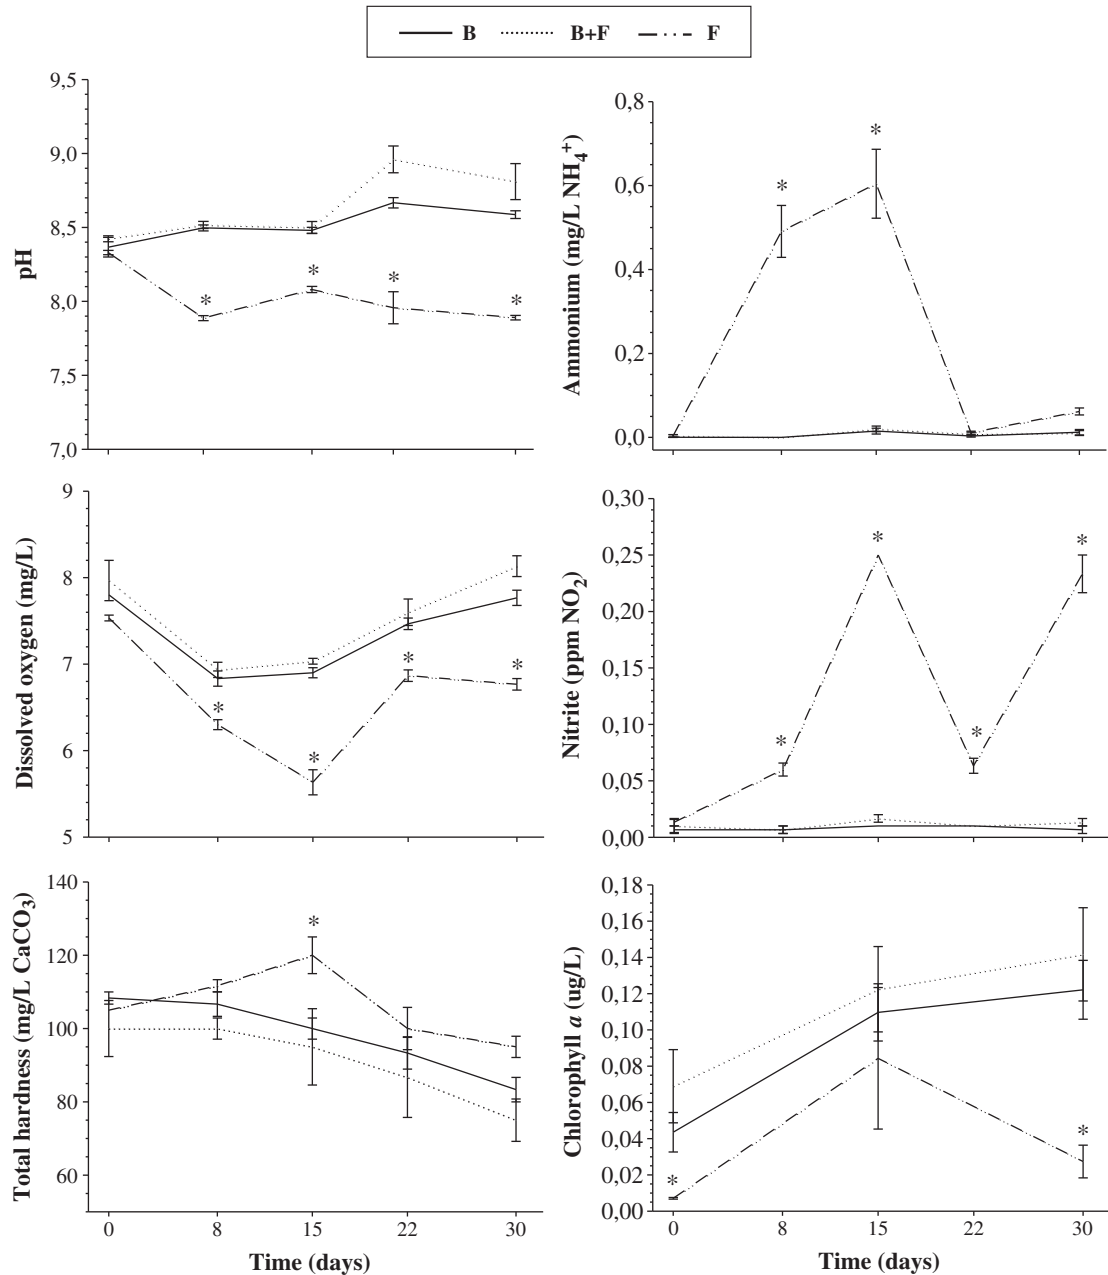 B B+F F
9,5
9,0
8,5
8,0
7,5
7,0
pH
* * * *
0,8
0,6
0,4
0,2
0,0
Ammonium (mg/L NH4+)
* *
9
8
7
6
5
Dissolved oxygen (mg/L)
* * * *
0,30
0,25
0,20
0,15
0,10
0,05
0,00
Nitrite (ppm NO2)
* * * *
140
120
100
80
60
Total hardness (mg/L CaCO3)
*
0 8 15 22 30
Time (days)
0,18
0,16
0,14
0,12
0,10
0,08
0,06
0,04
0,02
0,00
Chlorophyll a (ug/L)
* *
0 8 15 22 30
Time (days)